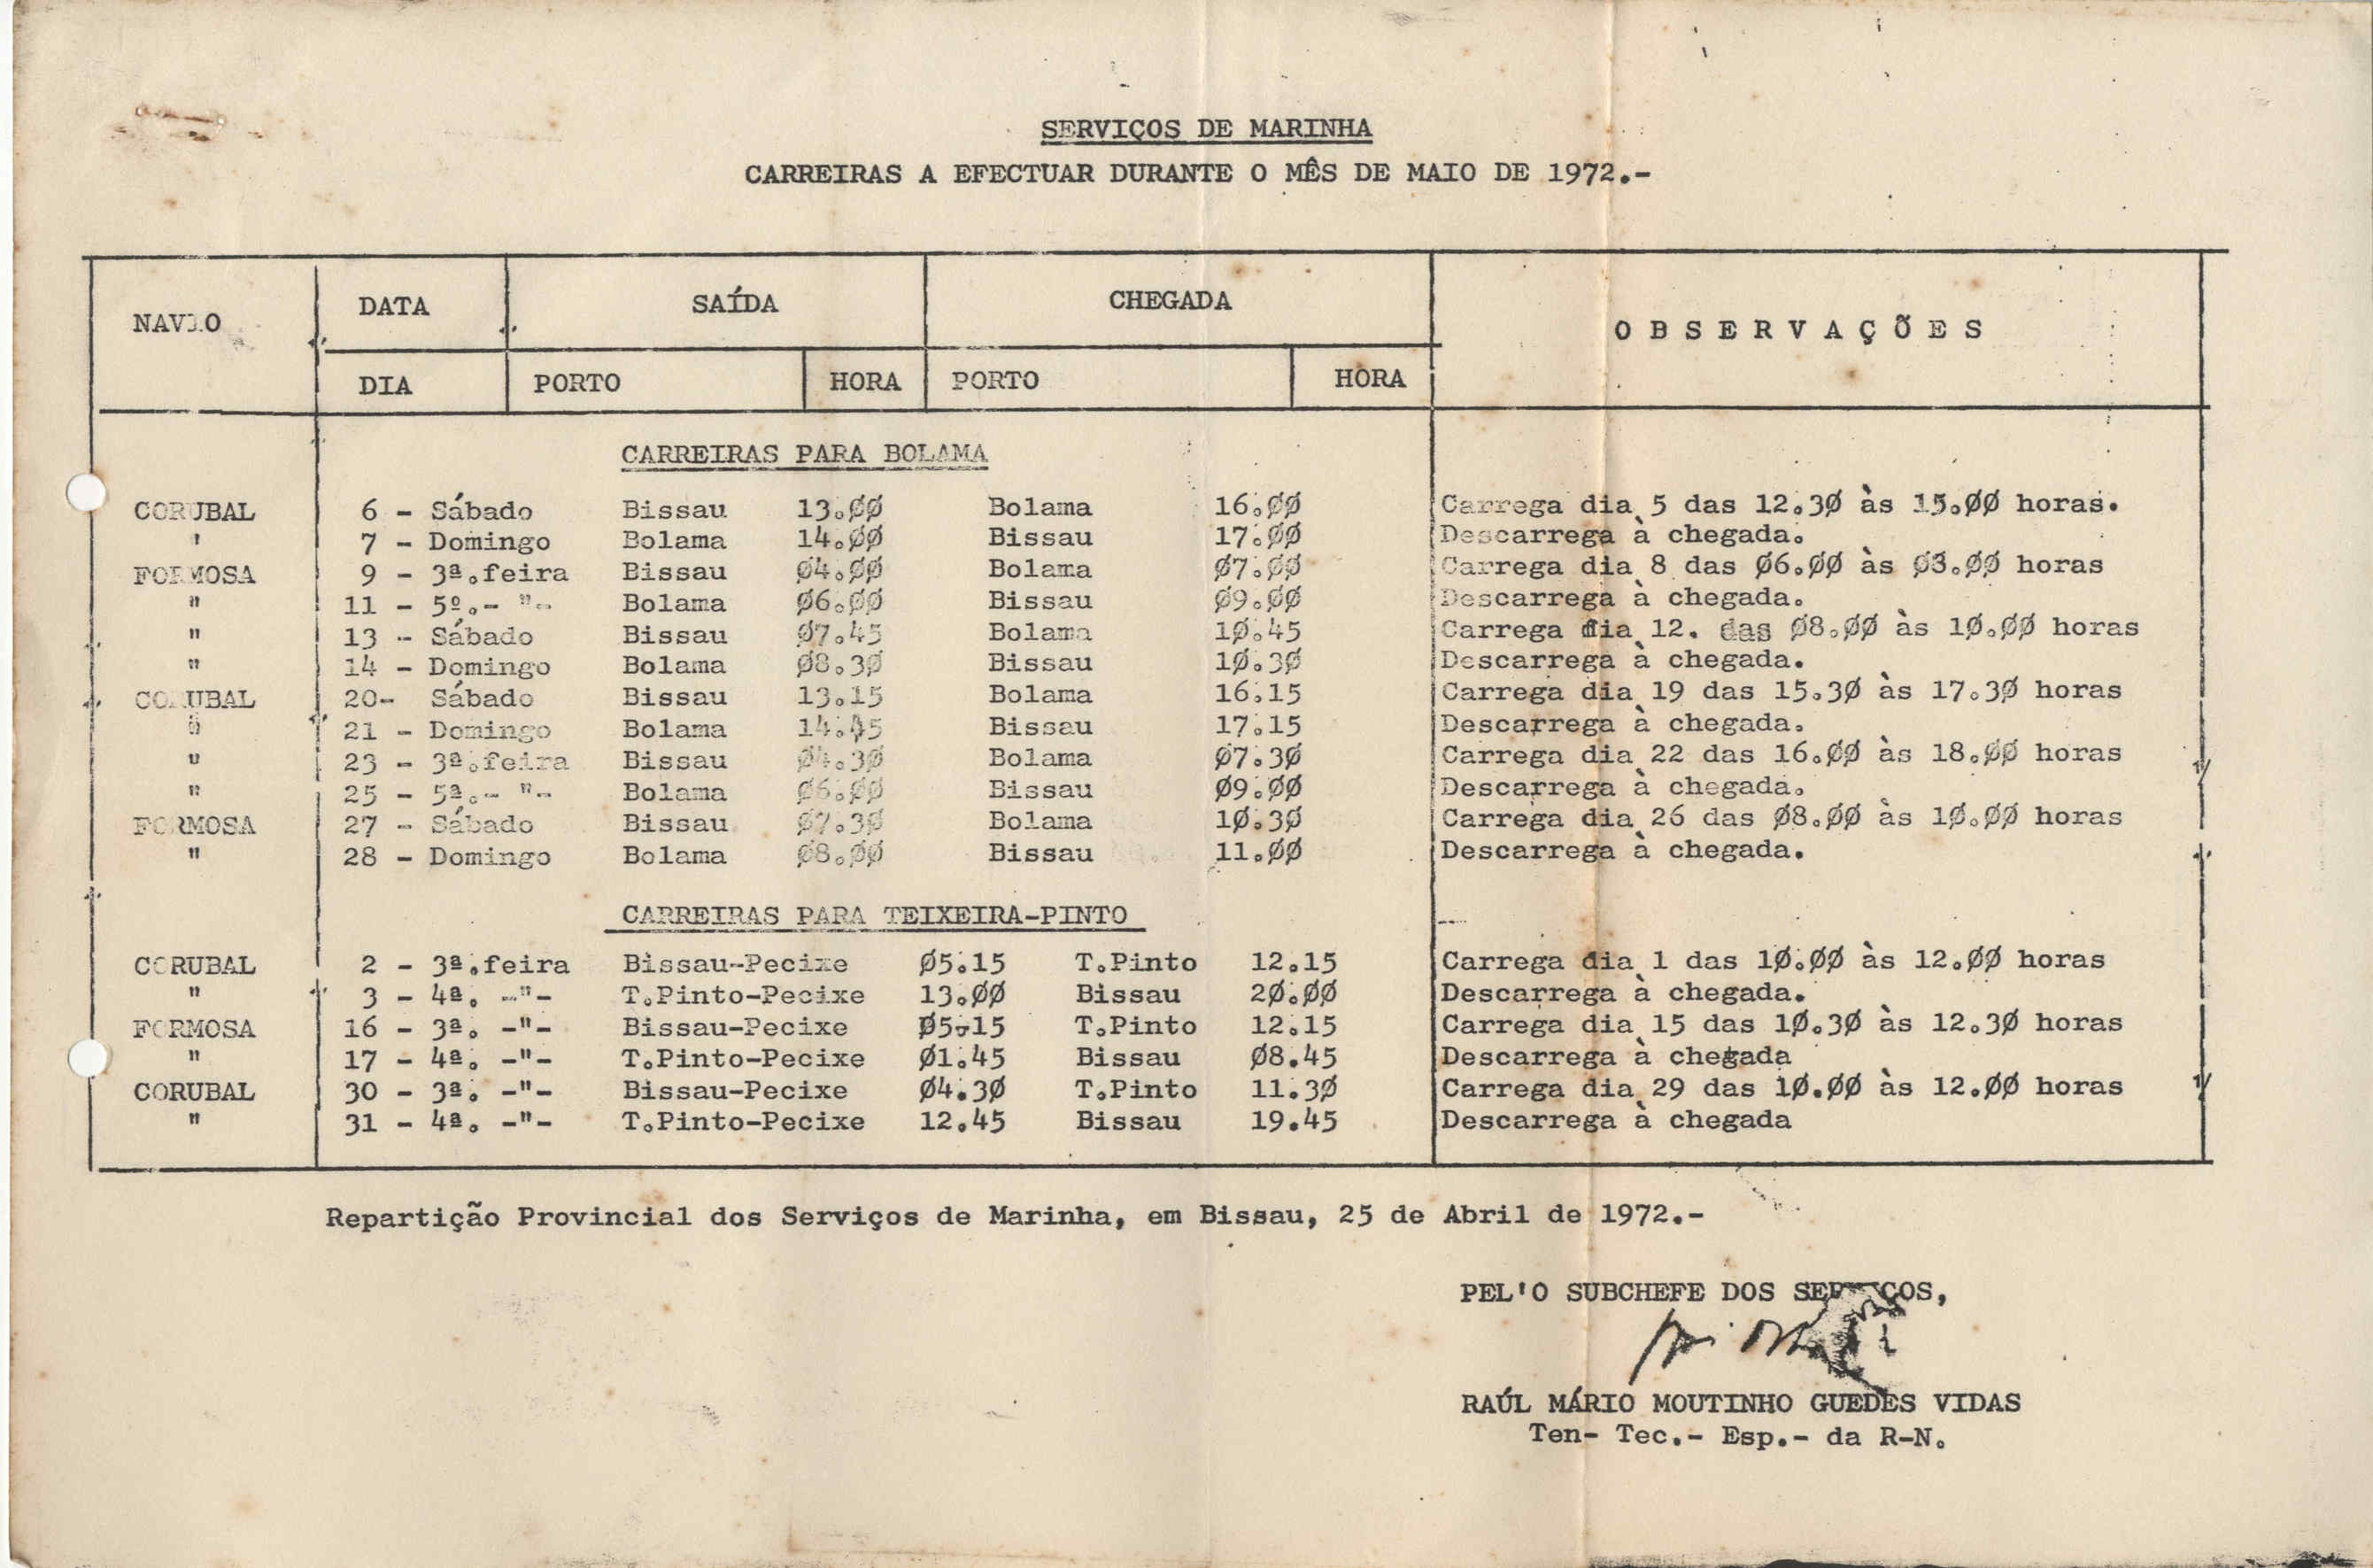 SERVIÇOS DE MARINHA
CARREIRAS A EFECTUAR DURANTE O MÊS DE MAIO DE 1972.-
NAVIO DATA SAÍDA CHEGADA OBSERVAÇÕES
DIA PORTO HORA PORTO HORA
CARREIRAS PARA BOLAMA
CORUBAL 6 - Sábado Bissau 13.ØØ Bolama 16.ØØ Carrega dia 5 das 12.3Ø às 15.ØØ horas.
" 7 - Domingo Bolama 14.ØØ Bissau 17.ØØ Descarrega à chegada.
FORMOSA 9 - 3ª.feira Bissau Ø4.ØØ Bolama Ø7.ØØ Carrega dia 8 das Ø6.ØØ às Ø8.ØØ horas
" 11 - 5º.- "- Bolama Ø6.ØØ Bissau Ø9.ØØ Descarrega à chegada.
" 13 - Sábado Bissau Ø7.45 Bolama 1Ø.45 Carrega dia 12. das Ø8.ØØ às 1Ø.ØØ horas
" 14 - Domingo Bolama Ø8.3Ø Bissau 1Ø.3Ø Descarrega à chegada.
CORUBAL 20- Sábado Bissau 13.15 Bolama 16.15 Carrega dia 19 das 15.3Ø às 17.3Ø horas
" 21 - Domingo Bolama Bissau 17.15 Descarrega à chegada.
" 23 - 3ª.feira Bissau Ø4.3Ø Bolama Ø7.3Ø Carrega dia 22 das 16.ØØ às 18.ØØ horas
" 25 - 5ª.- "- Bolama Ø6.ØØ Bissau Ø9.ØØ Descarrega à chegada.
FORMOSA 27 - Sábado Bissau Ø7.3Ø Bolama 1Ø.3Ø Carrega dia 26 das Ø8.ØØ às 1Ø.ØØ horas
" 28 - Domingo Bolama Ø8.ØØ Bissau 11.ØØ Descarrega à chegada.
CARREIRAS PARA TEIXEIRA-PINTO
CORUBAL 2 - 3ª.feira Bissau-Pecixe Ø5.15 T.Pinto 12.15 Carrega dia 1 das 1Ø.ØØ às 12.ØØ horas
" 3 - 4ª. -"- T.Pinto-Pecixe 13.ØØ Bissau 2Ø.ØØ Descarrega à chegada.
FORMOSA 16 - 3ª. -"- Bissau-Pecixe Ø5.15 T.Pinto 12.15 Carrega dia 15 das 1Ø.3Ø às 12.3Ø horas
" 17 - 4ª. -"- T.Pinto-Pecixe Ø1.45 Bissau Ø8.45 Descarrega à chegada
CORUBAL 30 - 3ª. -"- Bissau-Pecixe Ø4.3Ø T.Pinto 11.3Ø Carrega dia 29 das 1Ø.ØØ às 12.ØØ horas
" 31 - 4ª. -"- T.Pinto-Pecixe 12.45 Bissau 19.45 Descarrega à chegada
Repartição Provincial dos Serviços de Marinha, em Bissau, 25 de Abril de 1972.-
PEL'O SUBCHEFE DOS SERVIÇOS,
RAÚL MÁRIO MOUTINHO GUEDES VIDAS
Ten- Tec.- Esp.- da R-N.